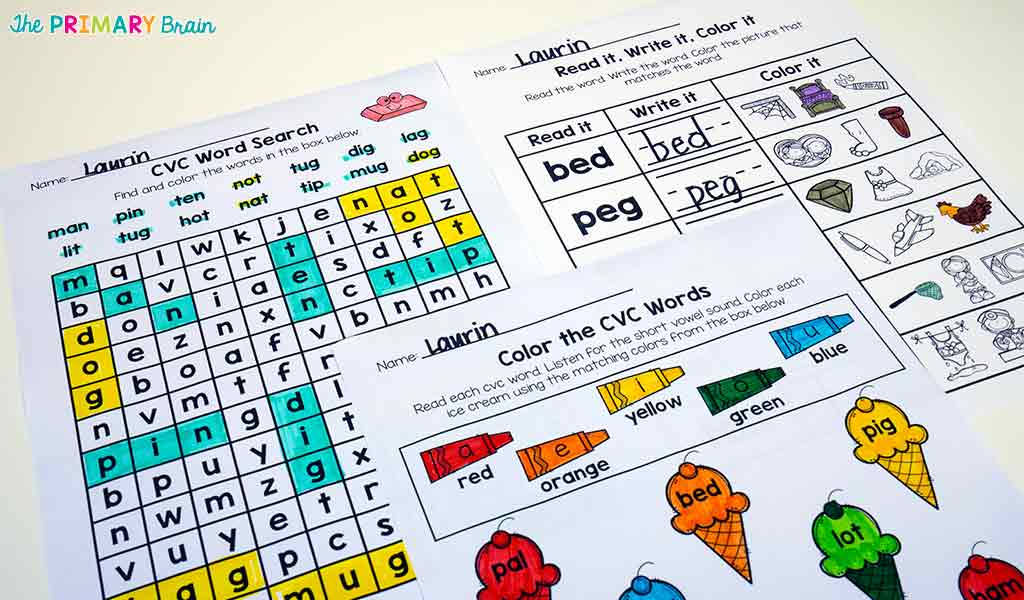 The PRIMARY Brain
Name: Laurin
CVC Word Search
Find and color the words in the box below.
man pin ten not tug dig lag
lit tug hot nat tip mug dog
m q l w k j e n a t
b a v c r t i x o z
d o n i a e s d f t
o e z n x n c t i p
g b o a f v b n m h
n v m t f r
p i n g d l
b p u y i t
n w m z g x
v u y e t r
a g p c s
m u g
Name: Laurin
Read it, Write it, Color it
Read the word. Write the word. Color the picture that
matches the word.
Read it Write it Color it
bed bed
peg peg
Name: Laurin
Color the CVC Words
Read each cvc word. Listen for the short vowel sound. Color each
ice cream using the matching colors from the box below.
a e i o u
red orange yellow green blue
pal bed lot pig ham